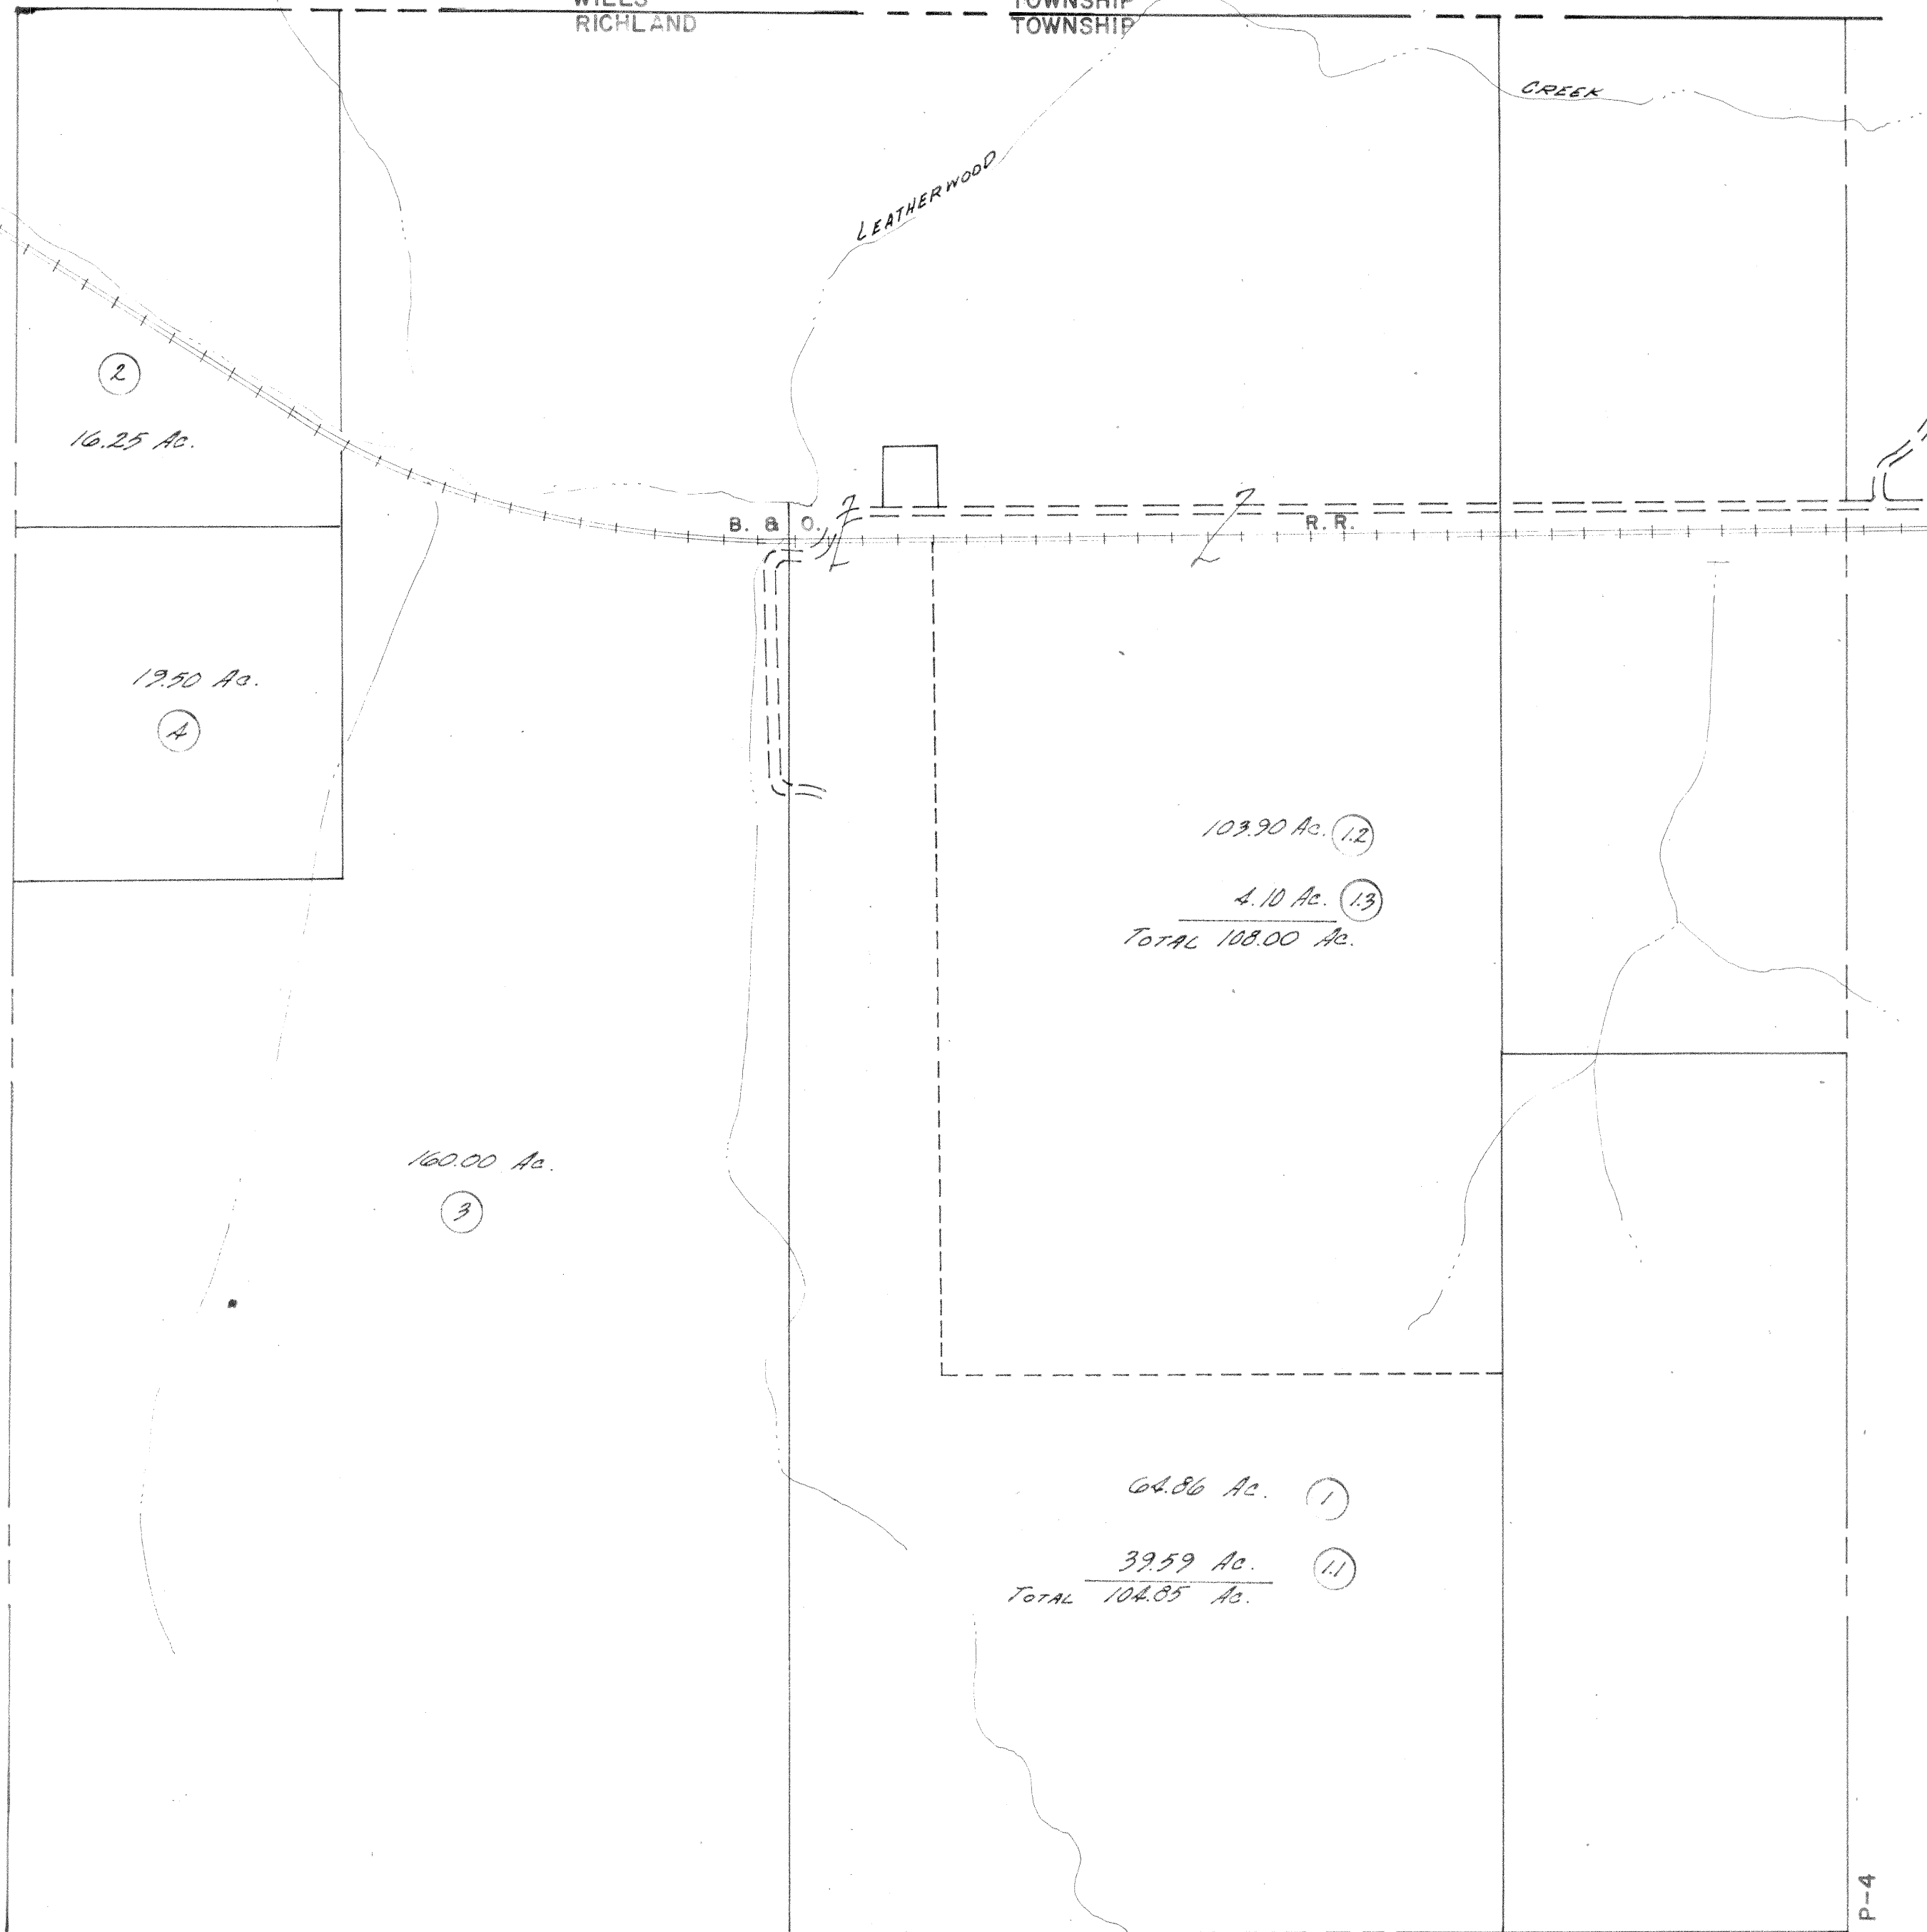 WILLS TOWNSHIP
RICHLAND TOWNSHIP
CREEK
LEATHERWOOD
2
16.25 Ac.
B. & O. R.R.
19.50 Ac.
4
103.90 Ac. 1.2
4.10 Ac. 1.3
TOTAL 108.00 Ac.
160.00 Ac.
3
64.86 Ac. 1
39.59 Ac. 1.1
TOTAL 104.85 Ac.
P-4